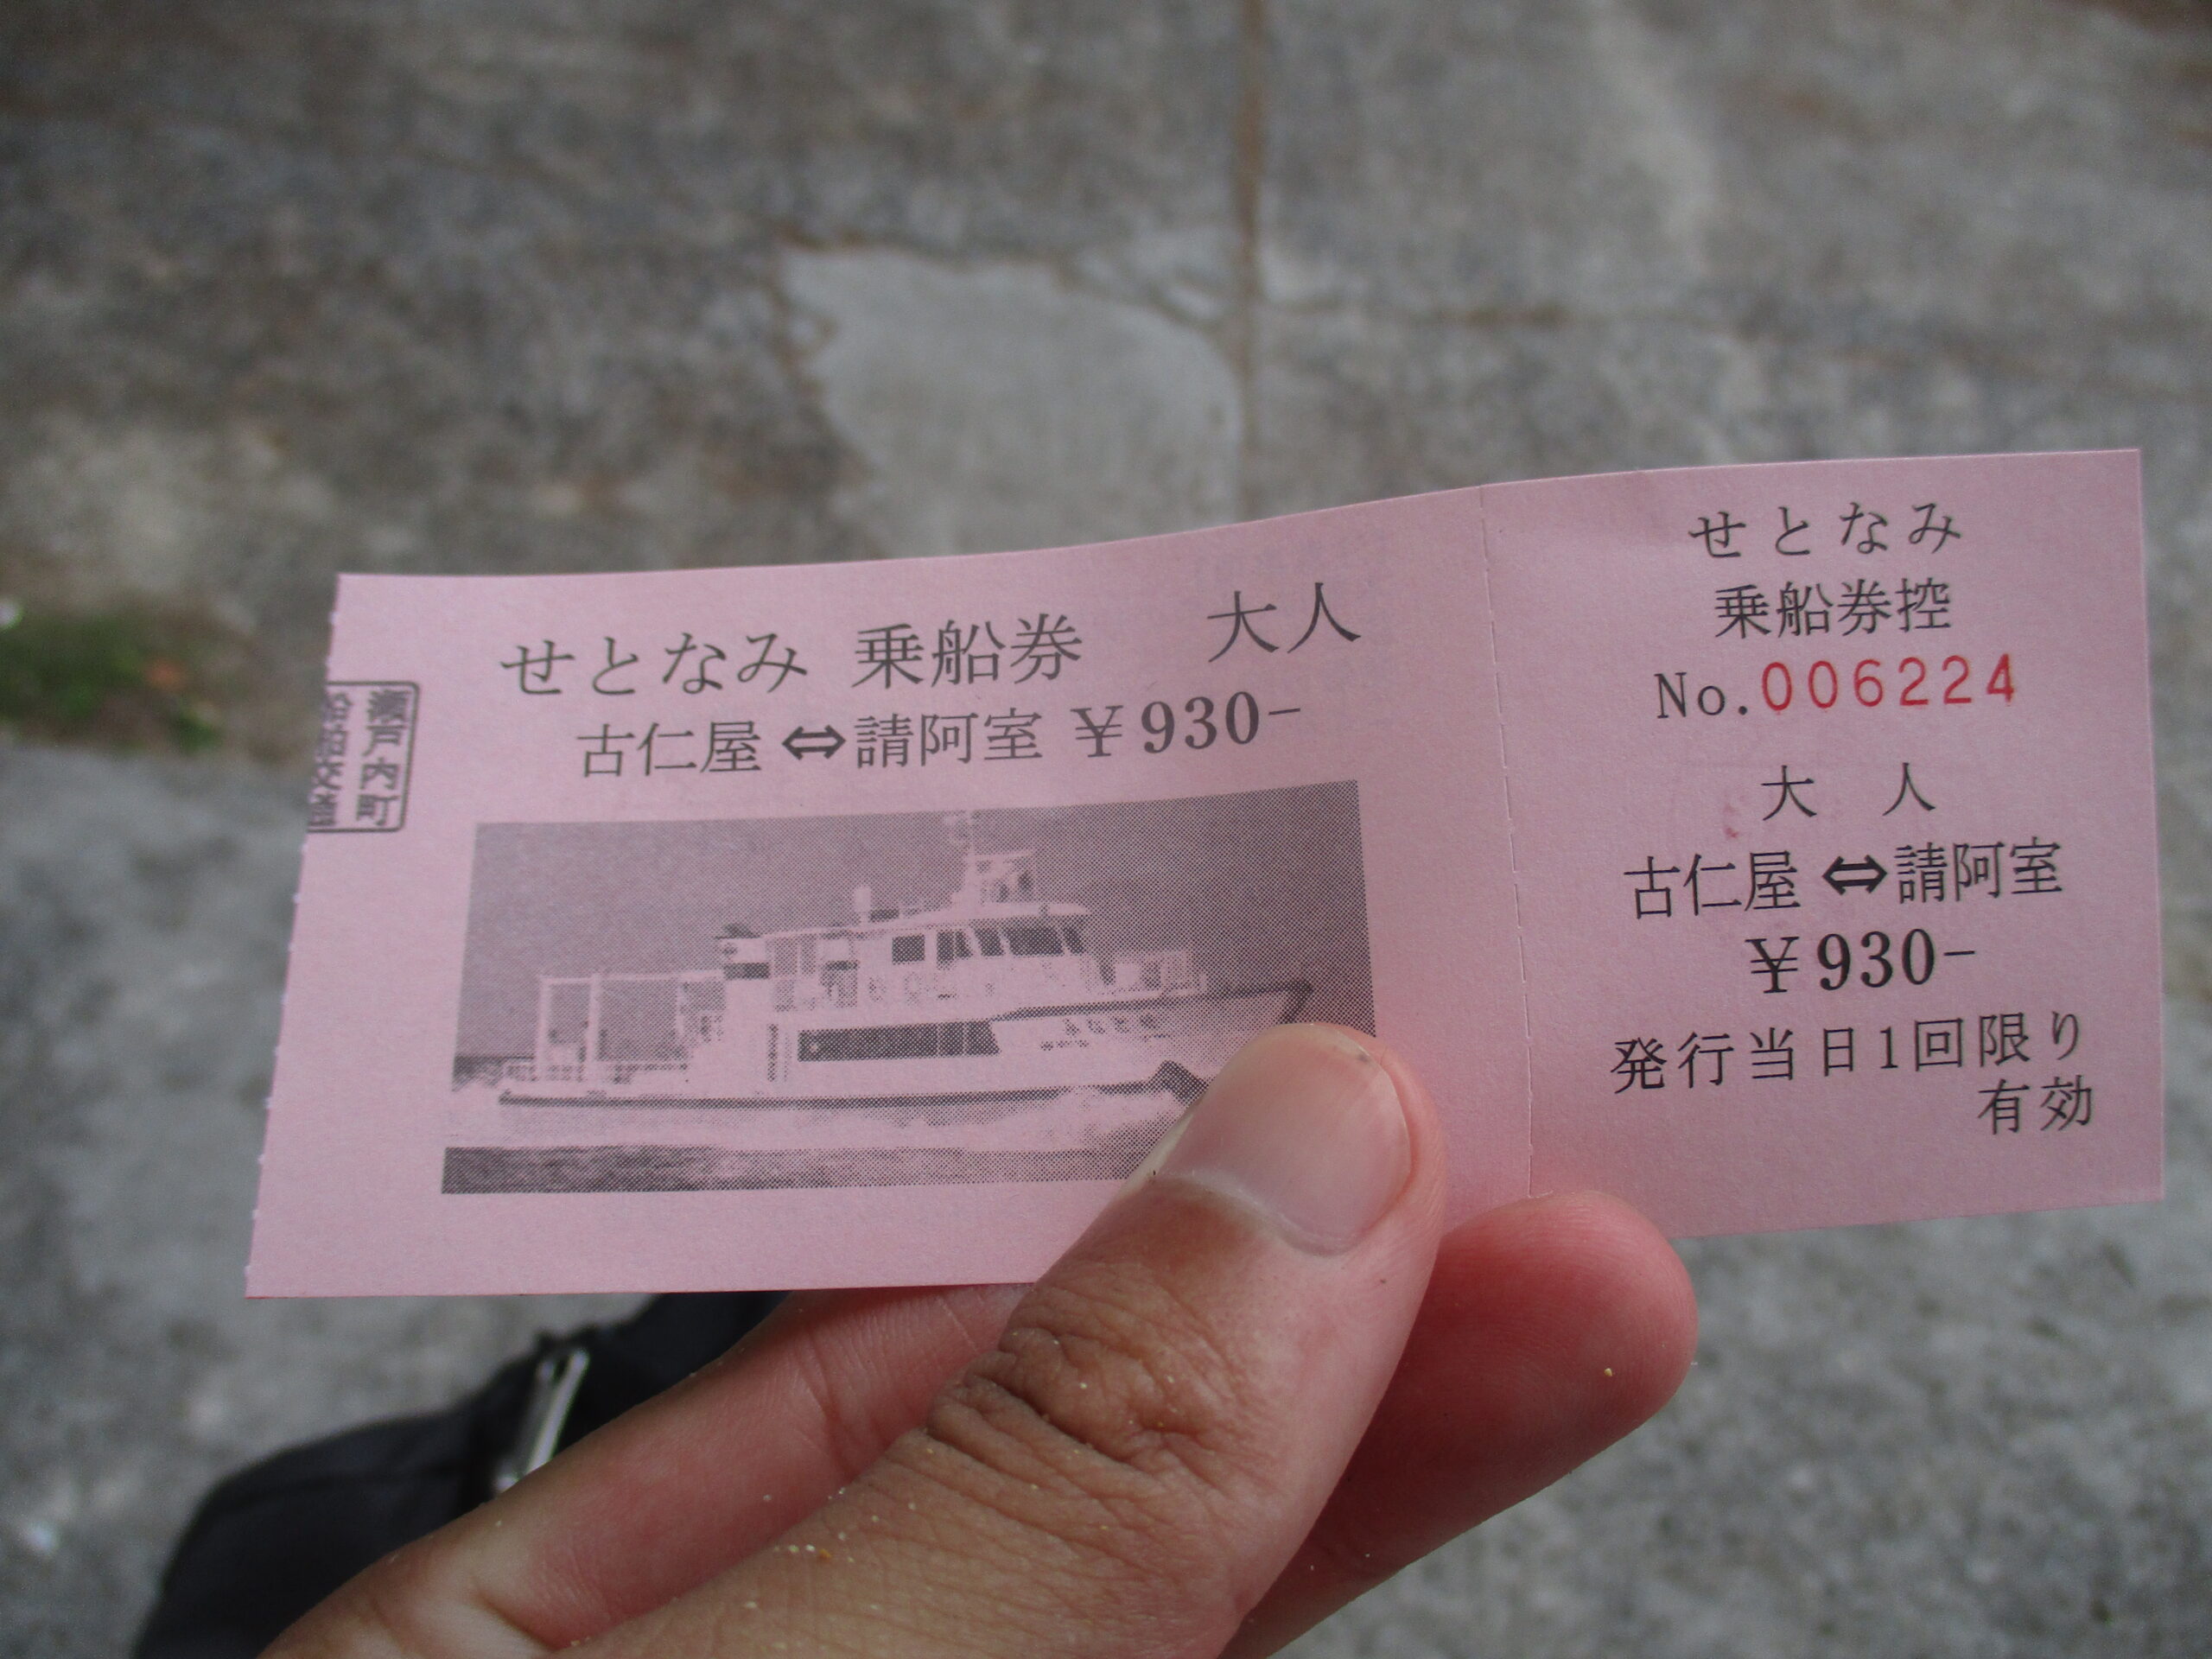 せとなみ 乗船券 大人
古仁屋⇔請阿室 ¥930-
瀬戸内町
船舶交通
せとなみ
乗船券控
No.006224
大人
古仁屋⇔請阿室
¥930-
発行当日1回限り
有効